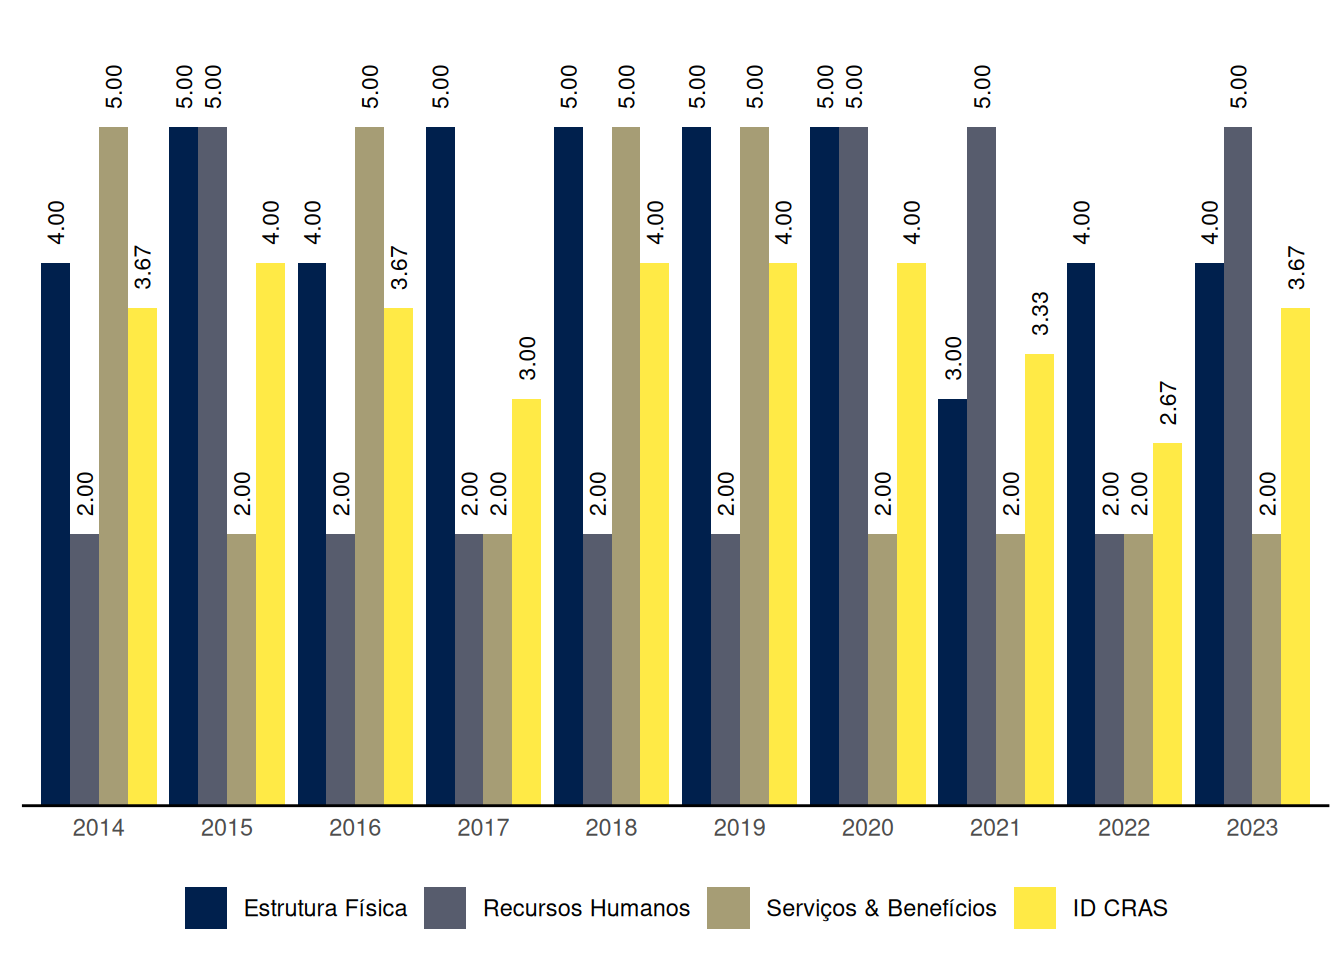 5.00 5.00 5.00 5.00 5.00 5.00 5.00 5.00 5.00 5.00 5.00 5.00
4.00 4.00 4.00 4.00 4.00 4.00 4.00 4.00
3.67 3.67 3.67
3.33
3.00 3.00
2.67
2.00 2.00 2.00 2.00 2.00 2.00 2.00 2.00 2.00 2.00 2.00 2.00
2014 2015 2016 2017 2018 2019 2020 2021 2022 2023
Estrutura Física Recursos Humanos Serviços & Benefícios ID CRAS